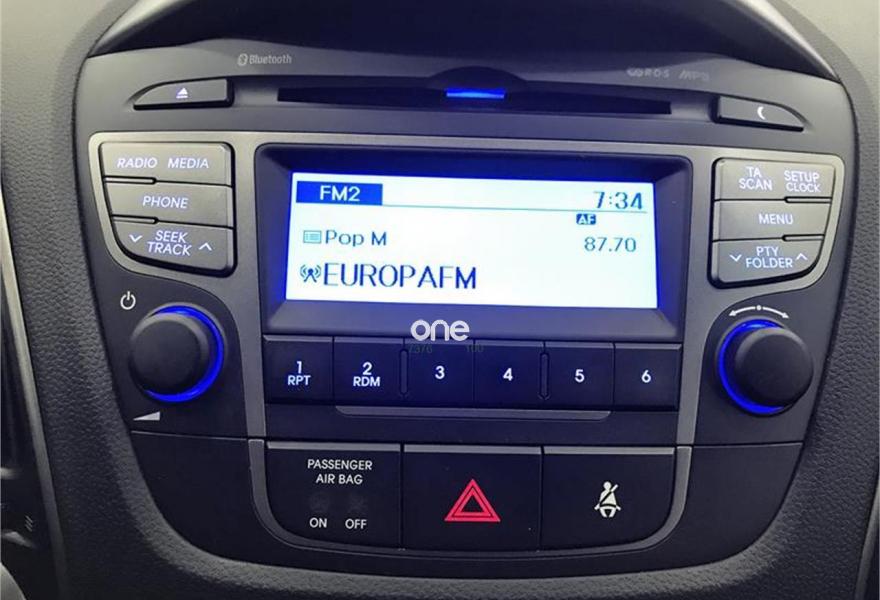 Bluetooth
RDS MP3
RADIO MEDIA
TA SCAN
SETUP CLOCK
PHONE
MENU
SEEK TRACK
PTY FOLDER
FM2 7:34
AF
Pop M 87.70
EUROPAFM
one
1 RPT
2 RDM
3
4
5
6
PASSENGER
AIR BAG
ON OFF